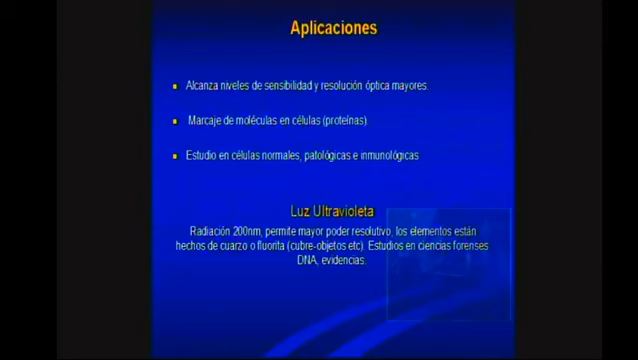 Aplicaciones
Alcanza niveles de sensibilidad y resolución óptica mayores.
Marcaje de moléculas en células (proteínas).
Estudio en células normales, patológicas e inmunológicas
Luz Ultravioleta
Radiación 200nm, permite mayor poder resolutivo, los elementos están
hechos de cuarzo o fluorita (cubre-objetos etc). Estudios en ciencias forenses
DNA, evidencias.